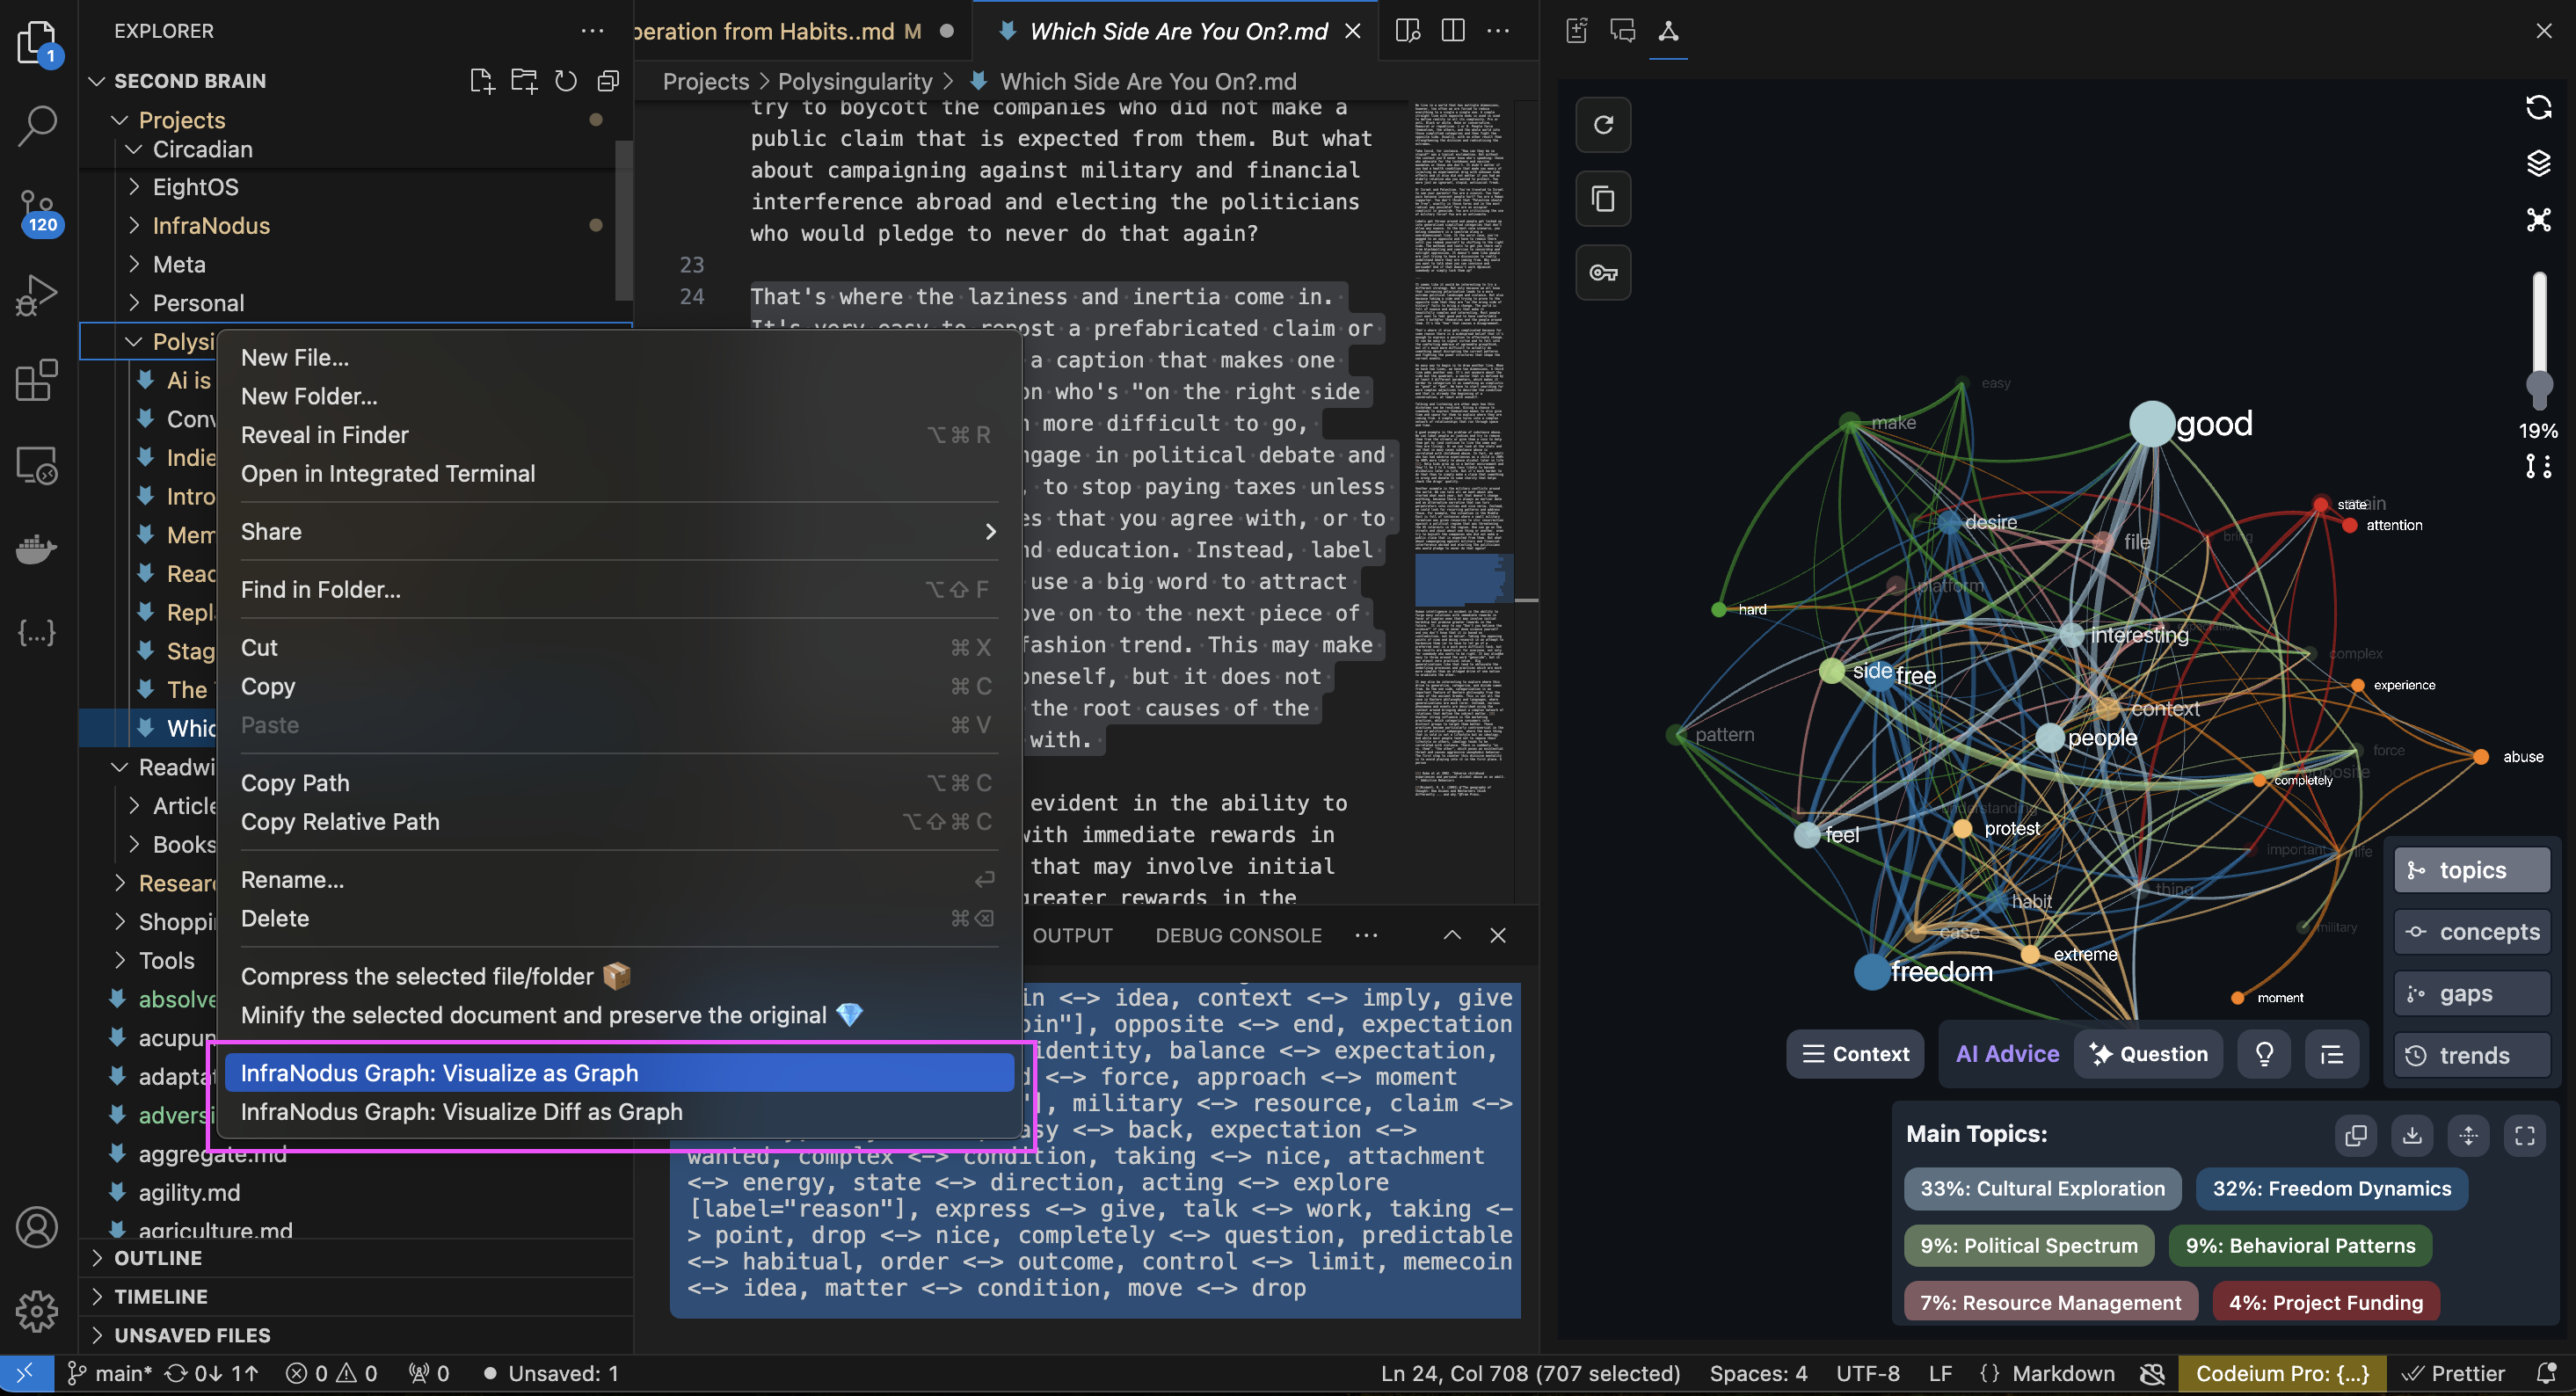 EXPLORER
1
120
SECOND BRAIN
Projects
Circadian
EightOS
InfraNodus
Meta
Personal
Polysi
Ai is
Conv
Indie
Intro
Mem
Reac
Repl
Stag
The
Whic
Readwi
Article
Books
Researc
Shoppi
Tools
absolve
acupun
adaptat
adversi
aggregate.md
agility.md
agriculture.md
OUTLINE
TIMELINE
UNSAVED FILES
New File...
New Folder...
Reveal in Finder ⌥⌘R
Open in Integrated Terminal
Share
Find in Folder... ⌥⇧F
Cut ⌘X
Copy ⌘C
Paste ⌘V
Copy Path ⌥⌘C
Copy Relative Path ⌥⇧⌘C
Rename...
Delete
Compress the selected file/folder 📦
Minify the selected document and preserve the original 💎
InfraNodus Graph: Visualize as Graph
InfraNodus Graph: Visualize Diff as Graph
peration from Habits..md M
Which Side Are You On?.md
Projects > Polysingularity > Which Side Are You On?.md
try to boycott the companies who did not make a
public claim that is expected from them. But what
about campaigning against military and financial
interference abroad and electing the politicians
who would pledge to never do that again?
23
24 That's where the laziness and inertia come in.
It's very easy to repost a prefabricated claim or
a caption that makes one
on who's "on the right side
more difficult to go,
ngage in political debate and
, to stop paying taxes unless
es that you agree with, or to
nd education. Instead, label
use a big word to attract
ove on to the next piece of
fashion trend. This may make
oneself, but it does not
the root causes of the
with.
evident in the ability to
with immediate rewards in
that may involve initial
greater rewards in the
OUTPUT DEBUG CONSOLE
in <-> idea, context <-> imply, give
oin"], opposite <-> end, expectation
identity, balance <-> expectation,
d <-> force, approach <-> moment
"], military <-> resource, claim <->
sy <-> back, expectation <->
wanted, complex <-> condition, taking <-> nice, attachment
<-> energy, state <-> direction, acting <-> explore
[label="reason"], express <-> give, talk <-> work, taking <-
> point, drop <-> nice, completely <-> question, predictable
<-> habitual, order <-> outcome, control <-> limit, memecoin
<-> idea, matter <-> condition, move <-> drop
19%
easy
make
good
desire
state
attention
file
bring
platform
hard
interesting
complex
side
free
experience
context
pattern
people
force
abuse
completely
understanding
protest
feel
important
life
thing
habit
ease
military
extreme
freedom
moment
topics
concepts
gaps
trends
Context
AI Advice
Question
Main Topics:
33%: Cultural Exploration
32%: Freedom Dynamics
9%: Political Spectrum
9%: Behavioral Patterns
7%: Resource Management
4%: Project Funding
main* 0↓ 1↑ 0 0 0 Unsaved: 1
Ln 24, Col 708 (707 selected) Spaces: 4 UTF-8 LF {} Markdown Codeium Pro: {...} Prettier